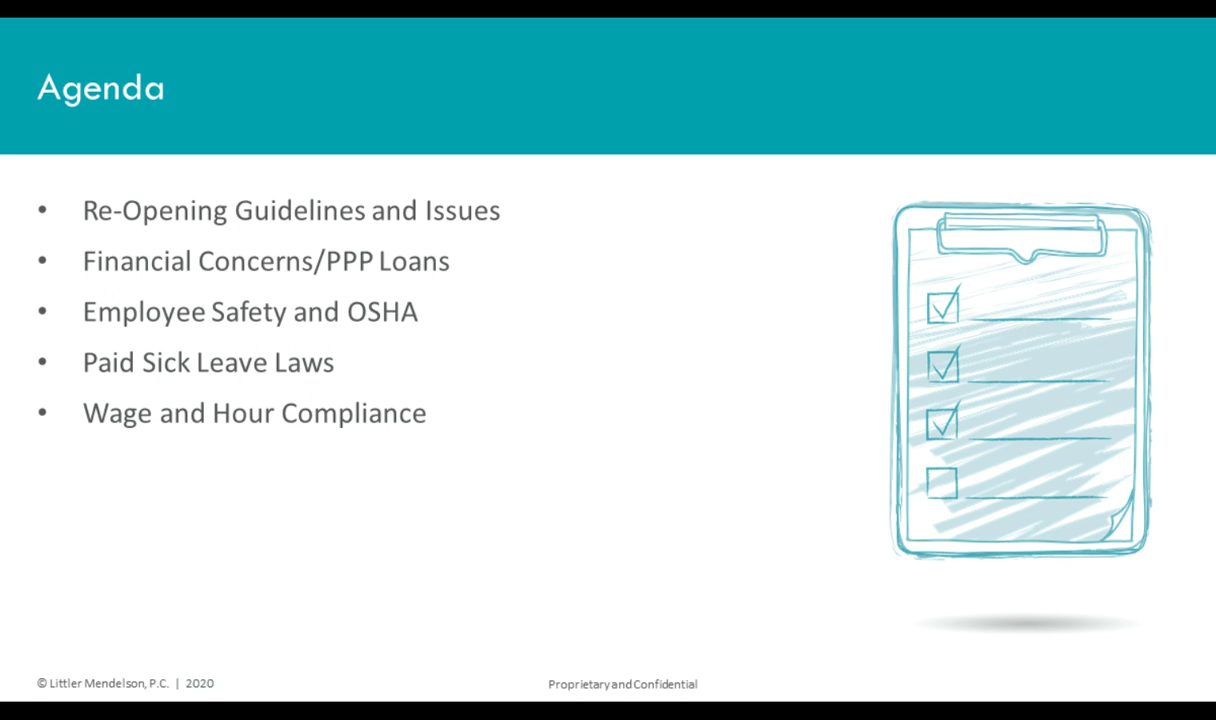 Agenda
• Re-Opening Guidelines and Issues
• Financial Concerns/PPP Loans
• Employee Safety and OSHA
• Paid Sick Leave Laws
• Wage and Hour Compliance
© Littler Mendelson, P.C. | 2020
Proprietary and Confidential